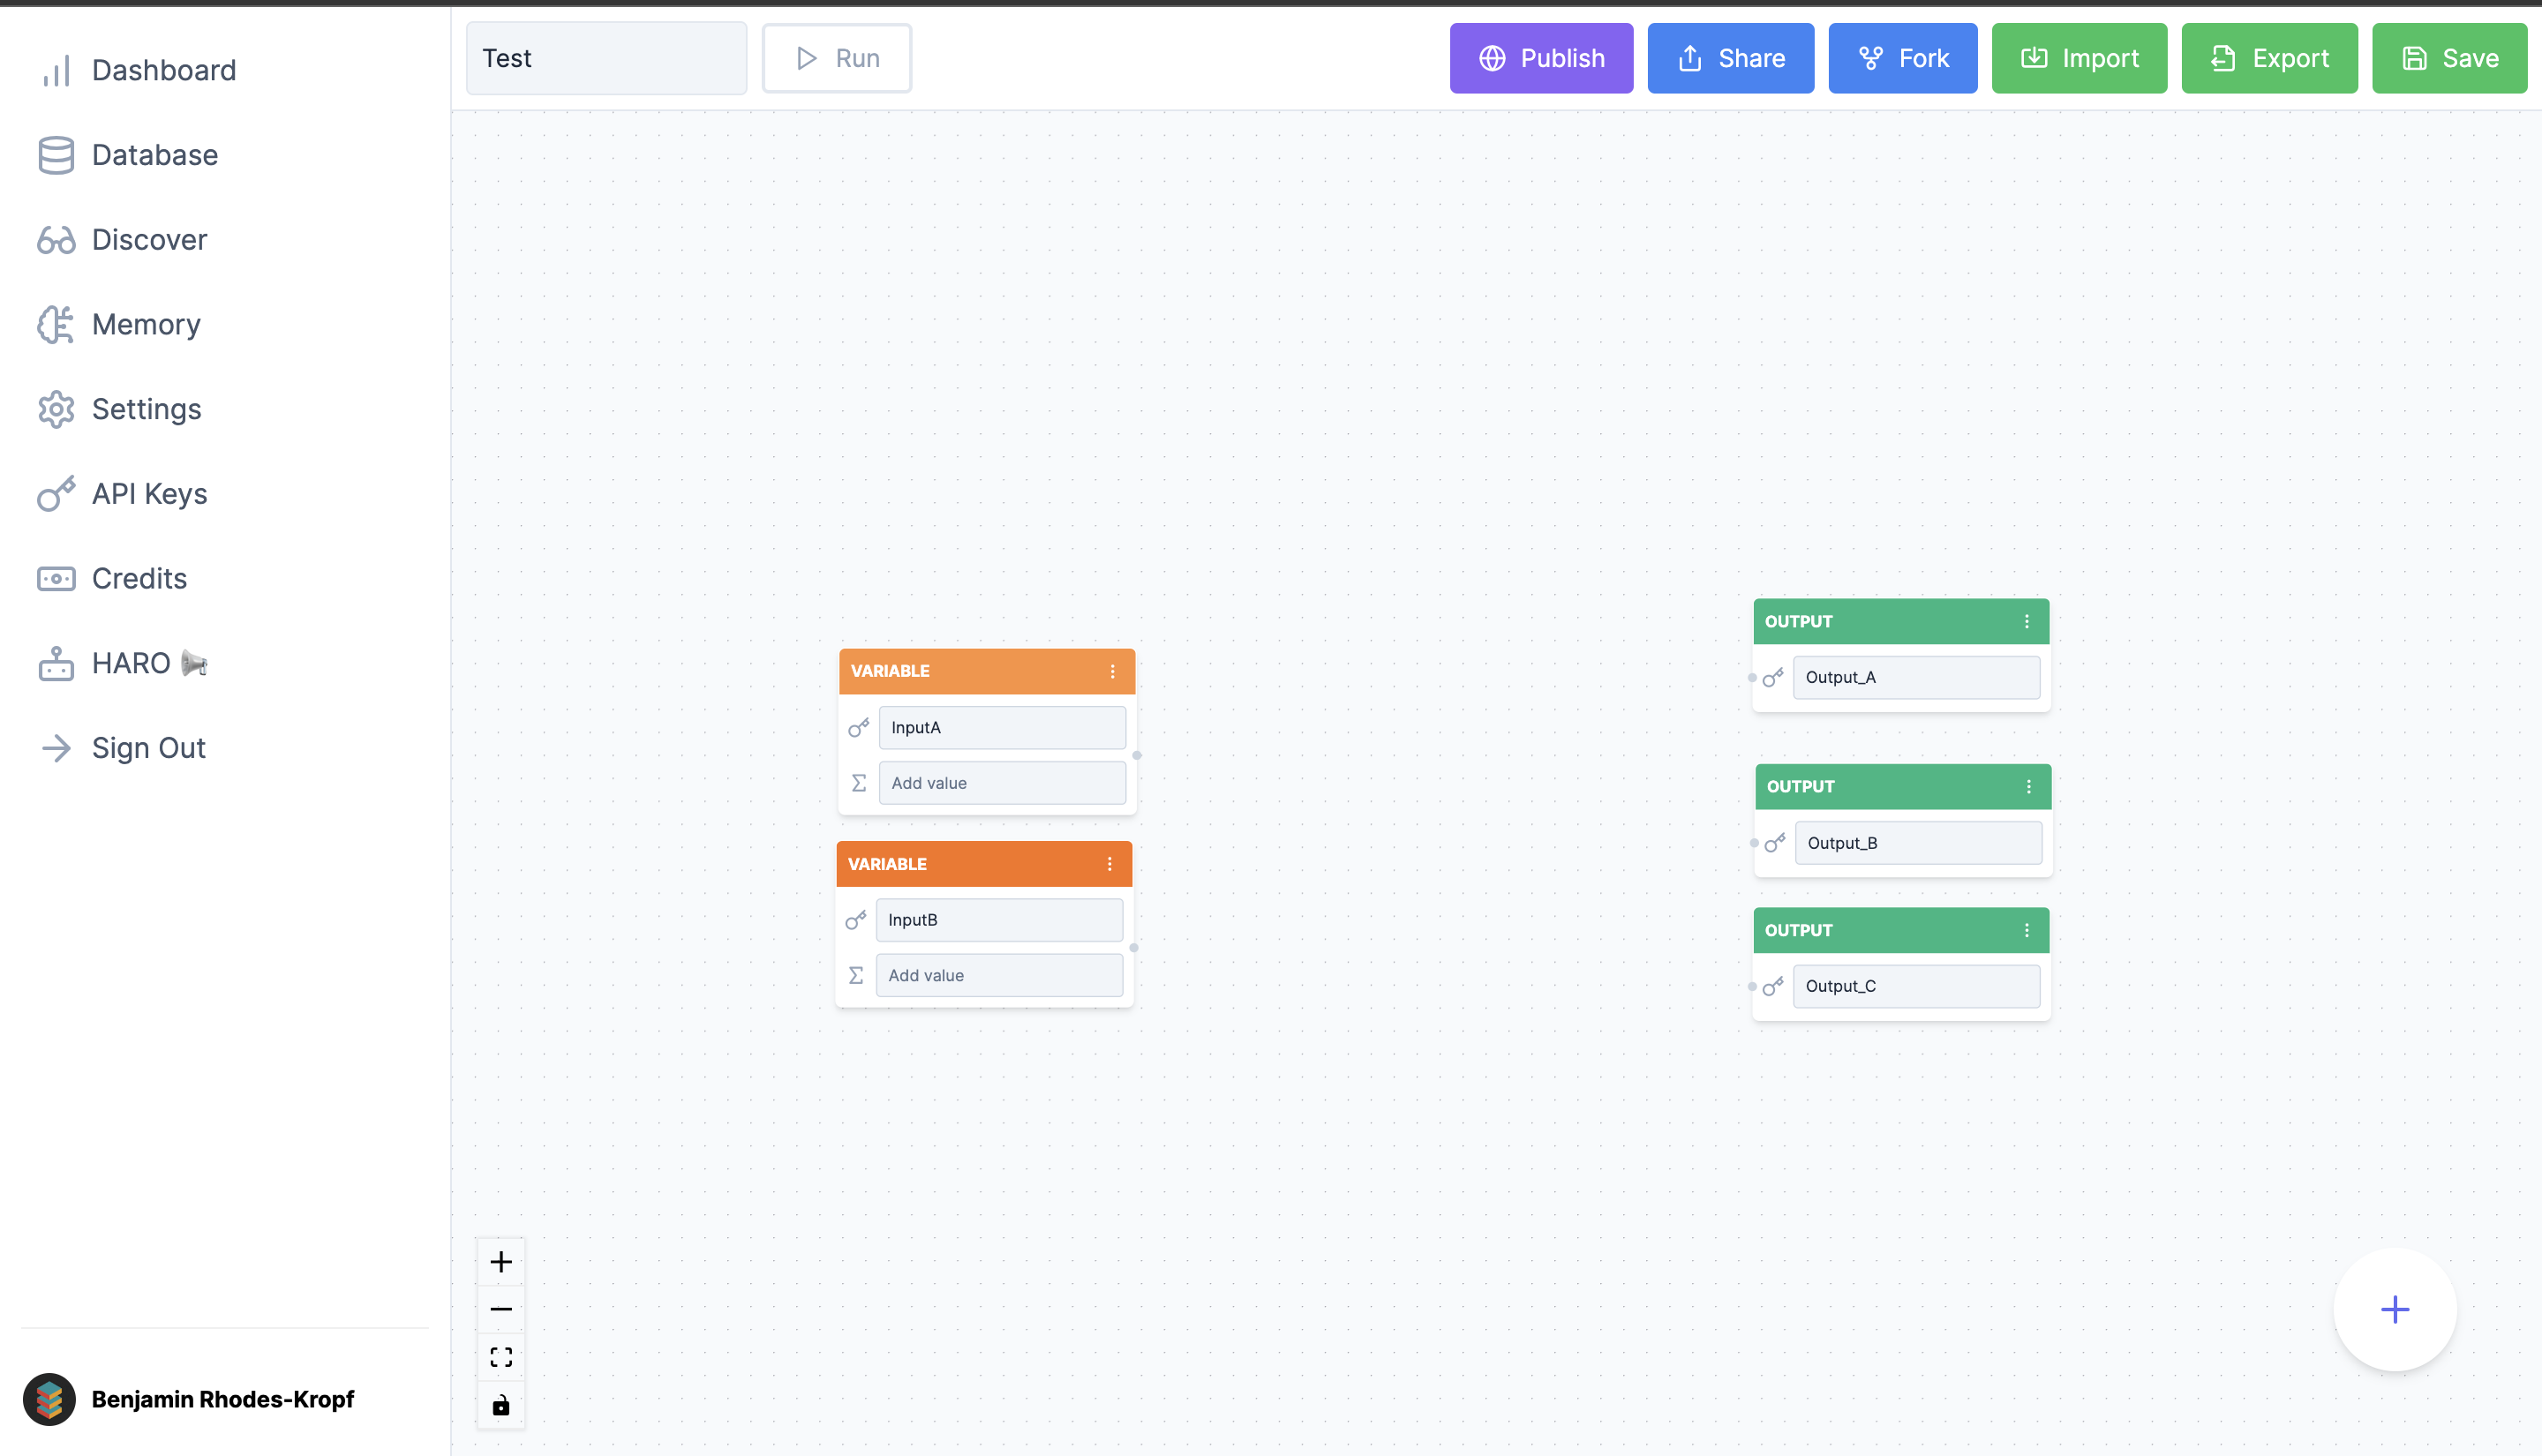 Dashboard
Database
Discover
Memory
Settings
API Keys
Credits
HARO 📢
Sign Out
Benjamin Rhodes-Kropf
Test
Run
Publish
Share
Fork
Import
Export
Save
VARIABLE
InputA
Add value
VARIABLE
InputB
Add value
OUTPUT
Output_A
OUTPUT
Output_B
OUTPUT
Output_C